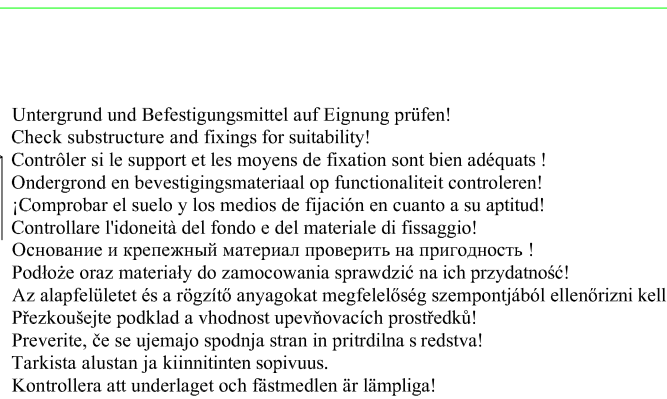 Untergrund und Befestigungsmittel auf Eignung prüfen!
Check substructure and fixings for suitability!
Contrôler si le support et les moyens de fixation sont bien adéquats !
Ondergrond en bevestigingsmateriaal op functionaliteit controleren!
¡Comprobar el suelo y los medios de fijación en cuanto a su aptitud!
Controllare l'idoneità del fondo e del materiale di fissaggio!
Основание и крепежный материал проверить на пригодность !
Podłoże oraz materiały do zamocowania sprawdzić na ich przydatność!
Az alapfelületet és a rögzítő anyagokat megfelelőség szempontjából ellenőrizni kell
Přezkoušejte podklad a vhodnost upevňovacích prostředků!
Preverite, če se ujemajo spodnja stran in pritrdilna s redstva!
Tarkista alustan ja kiinnitinten sopivuus.
Kontrollera att underlaget och fästmedlen är lämpliga!